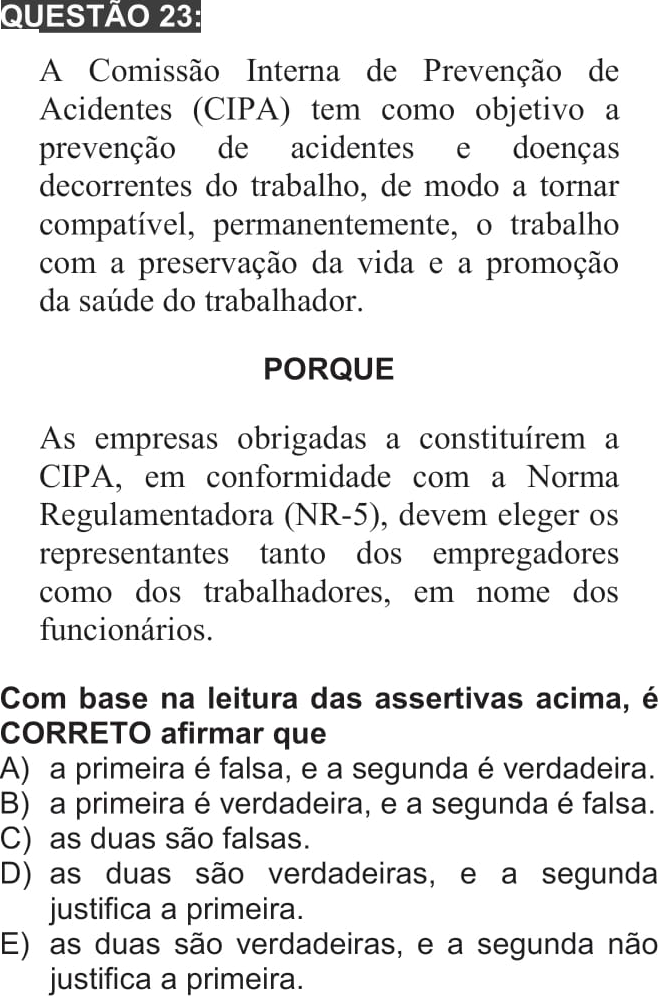 QUESTÃO 23:
A Comissão Interna de Prevenção de
Acidentes (CIPA) tem como objetivo a
prevenção de acidentes e doenças
decorrentes do trabalho, de modo a tornar
compatível, permanentemente, o trabalho
com a preservação da vida e a promoção
da saúde do trabalhador.
PORQUE
As empresas obrigadas a constituírem a
CIPA, em conformidade com a Norma
Regulamentadora (NR-5), devem eleger os
representantes tanto dos empregadores
como dos trabalhadores, em nome dos
funcionários.
Com base na leitura das assertivas acima, é
CORRETO afirmar que
A) a primeira é falsa, e a segunda é verdadeira.
B) a primeira é verdadeira, e a segunda é falsa.
C) as duas são falsas.
D) as duas são verdadeiras, e a segunda
justifica a primeira.
E) as duas são verdadeiras, e a segunda não
justifica a primeira.